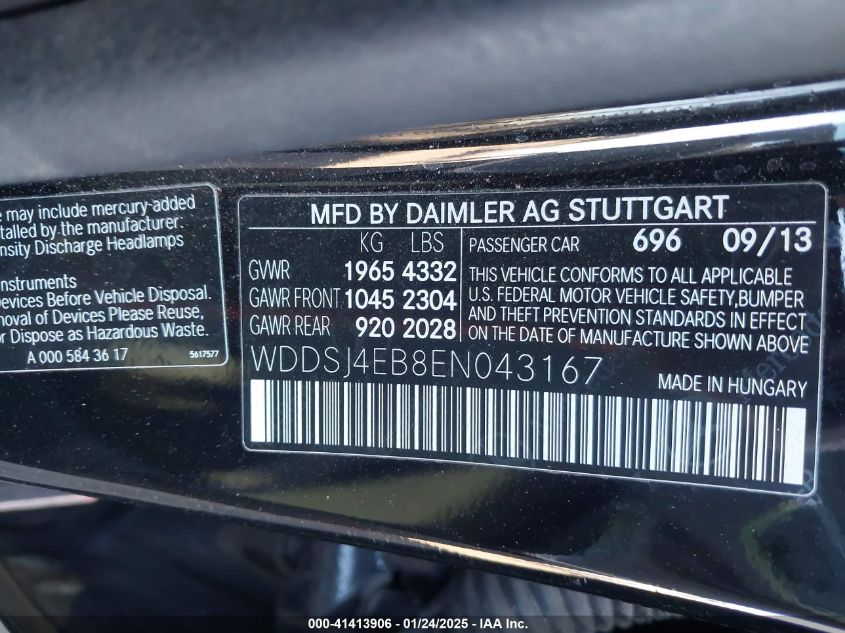 e may include mercury-added
talled by the manufacturer:
nsity Discharge Headlamps
nstruments
Devices Before Vehicle Disposal.
moval of Devices Please Reuse,
or Dispose as Hazardous Waste.
A 000 584 36 17 5617577
MFD BY DAIMLER AG STUTTGART
KG LBS
GVWR 1965 4332
GAWR FRONT 1045 2304
GAWR REAR 920 2028
PASSENGER CAR 696 09/13
THIS VEHICLE CONFORMS TO ALL APPLICABLE
U.S. FEDERAL MOTOR VEHICLE SAFETY,BUMPER
AND THEFT PREVENTION STANDARDS IN EFFECT
ON THE DATE OF MANUFACTURE SHOWN ABOVE
WDDSJ4EB8EN043167
MADE IN HUNGARY
000-41413906 - 01/24/2025 - IAAI, Inc.